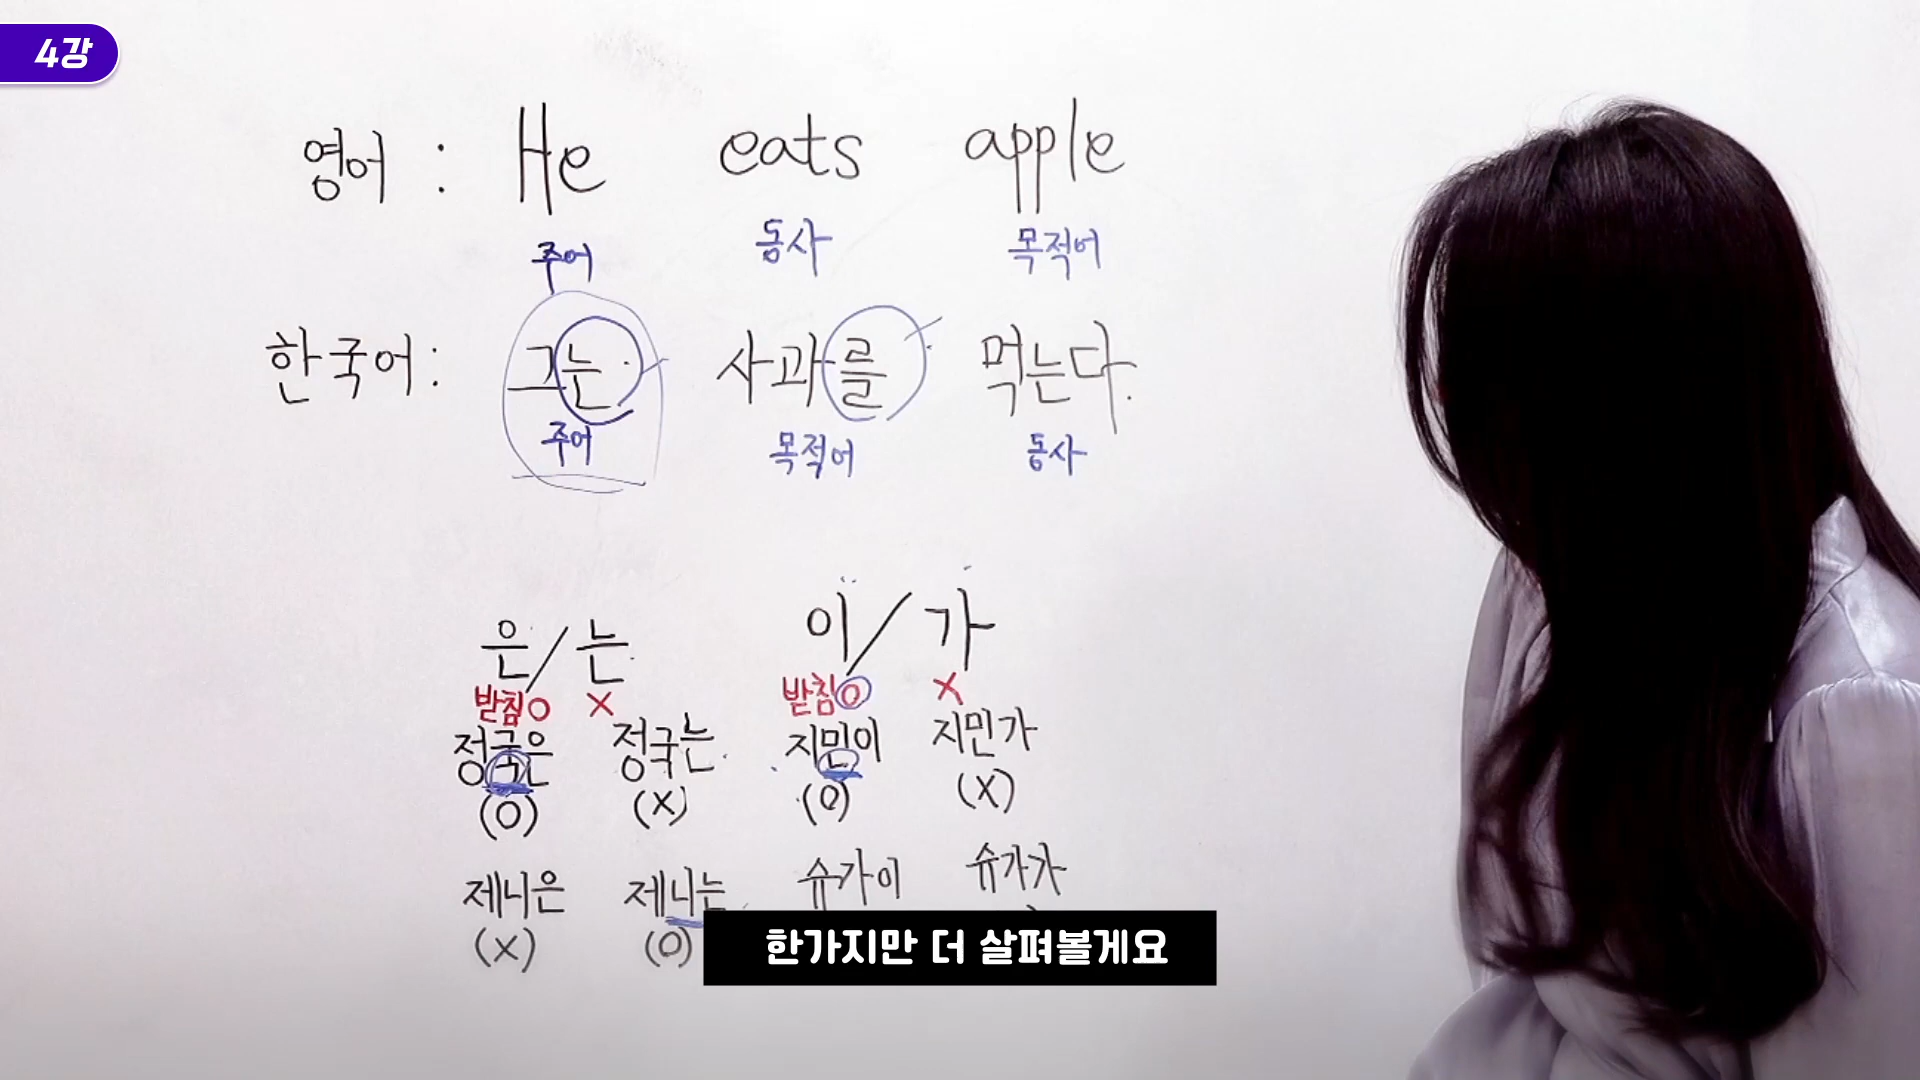 4강
영어 : He eats apple
주어 동사 목적어
한국어 : 그는 사과를 먹는다.
주어 목적어 동사
은/는 이/가
받침O X 받침O X
정국은 정국는 지민이 지민가
(O) (X) (O) (X)
제니은 제니는 슈가이 슈가가
(X) (O)
한가지만 더 살펴볼게요